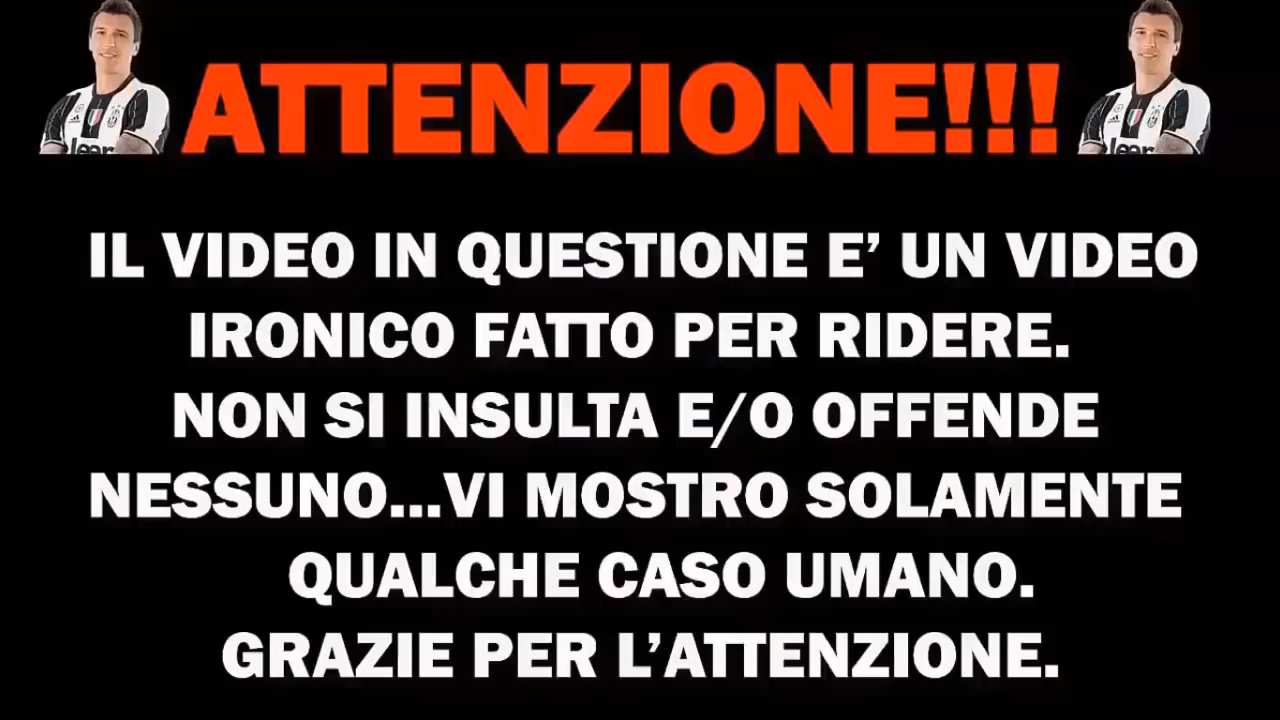 ATTENZIONE!!!
IL VIDEO IN QUESTIONE E’ UN VIDEO
IRONICO FATTO PER RIDERE.
NON SI INSULTA E/O OFFENDE
NESSUNO...VI MOSTRO SOLAMENTE
QUALCHE CASO UMANO.
GRAZIE PER L’ATTENZIONE.